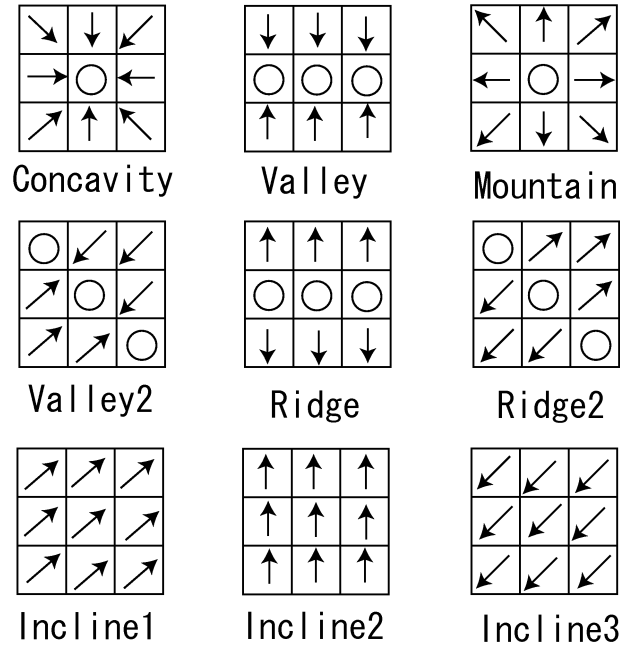 Concavity
Valley
Mountain
Valley2
Ridge
Ridge2
Incline1
Incline2
Incline3